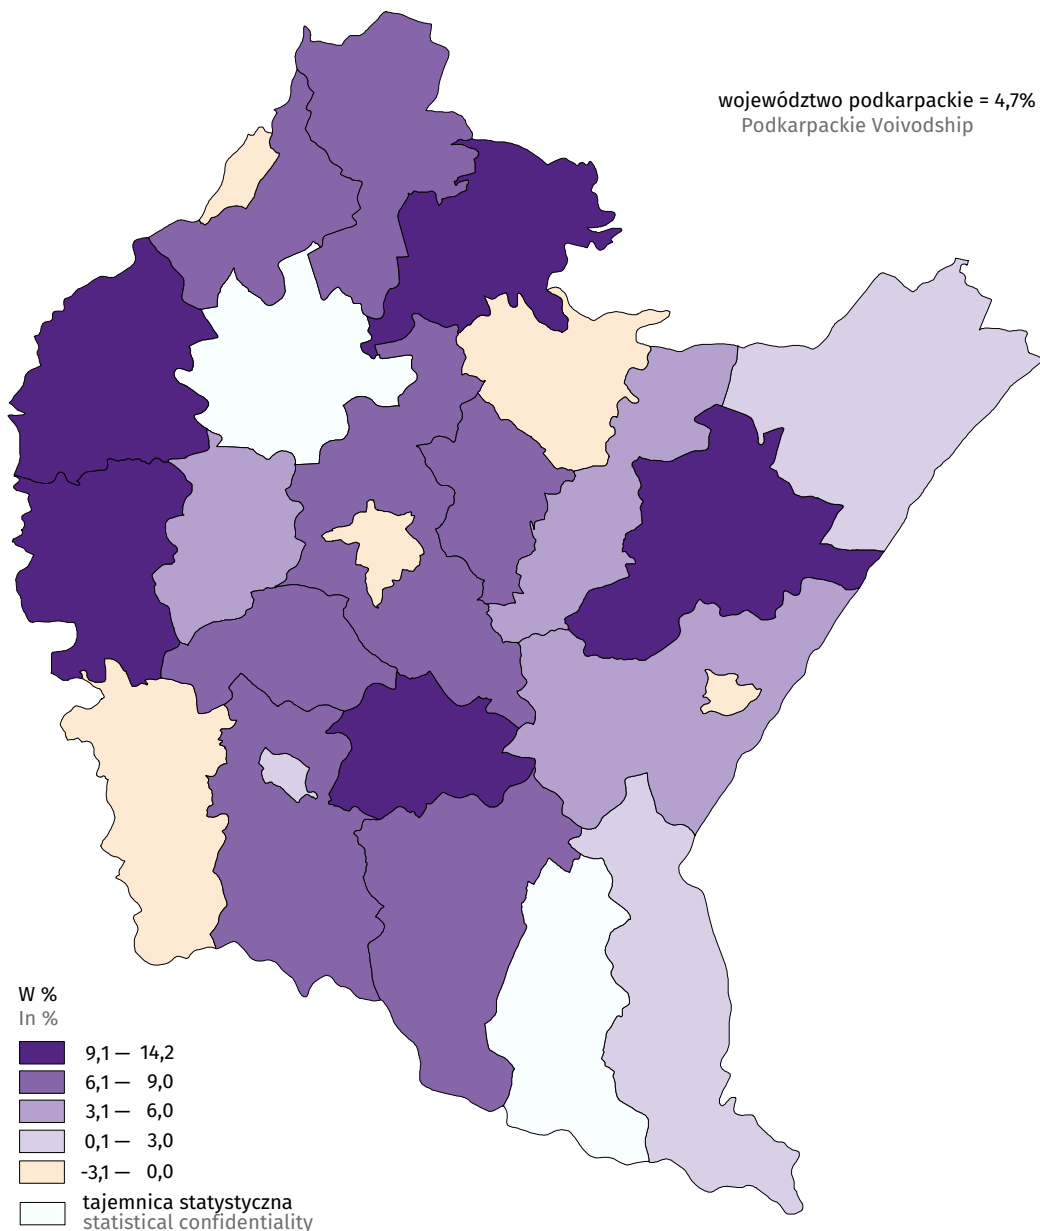 województwo podkarpackie = 4,7%
Podkarpackie Voivodship
W %
In %
9,1 — 14,2
6,1 — 9,0
3,1 — 6,0
0,1 — 3,0
-3,1 — 0,0
tajemnica statystyczna
statistical confidentiality